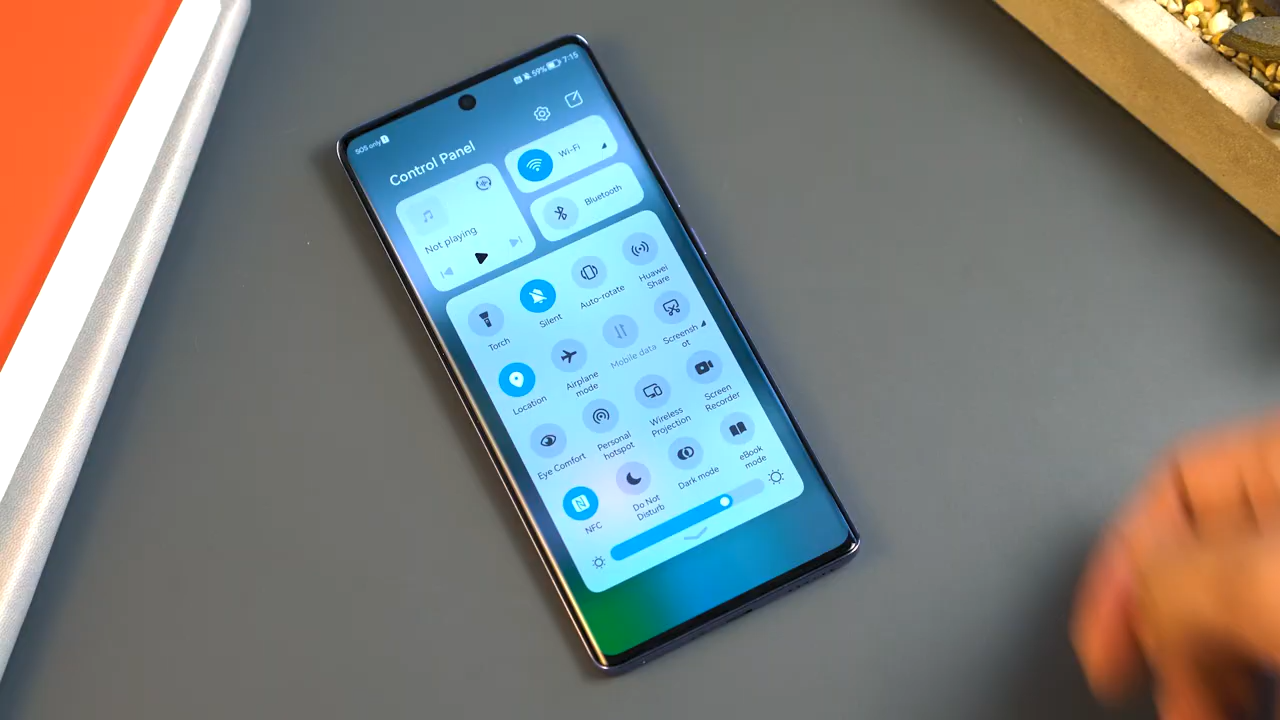 SOS only
59% 7:15
Control Panel
Wi-Fi
Bluetooth
Not playing
Torch
Silent
Auto-rotate
Huawei
Share
Location
Airplane
mode
Mobile data
Screensh
ot
Eye Comfort
Personal
hotspot
Wireless
Projection
Screen
Recorder
N
NFC
Do Not
Disturb
Dark mode
eBook
mode